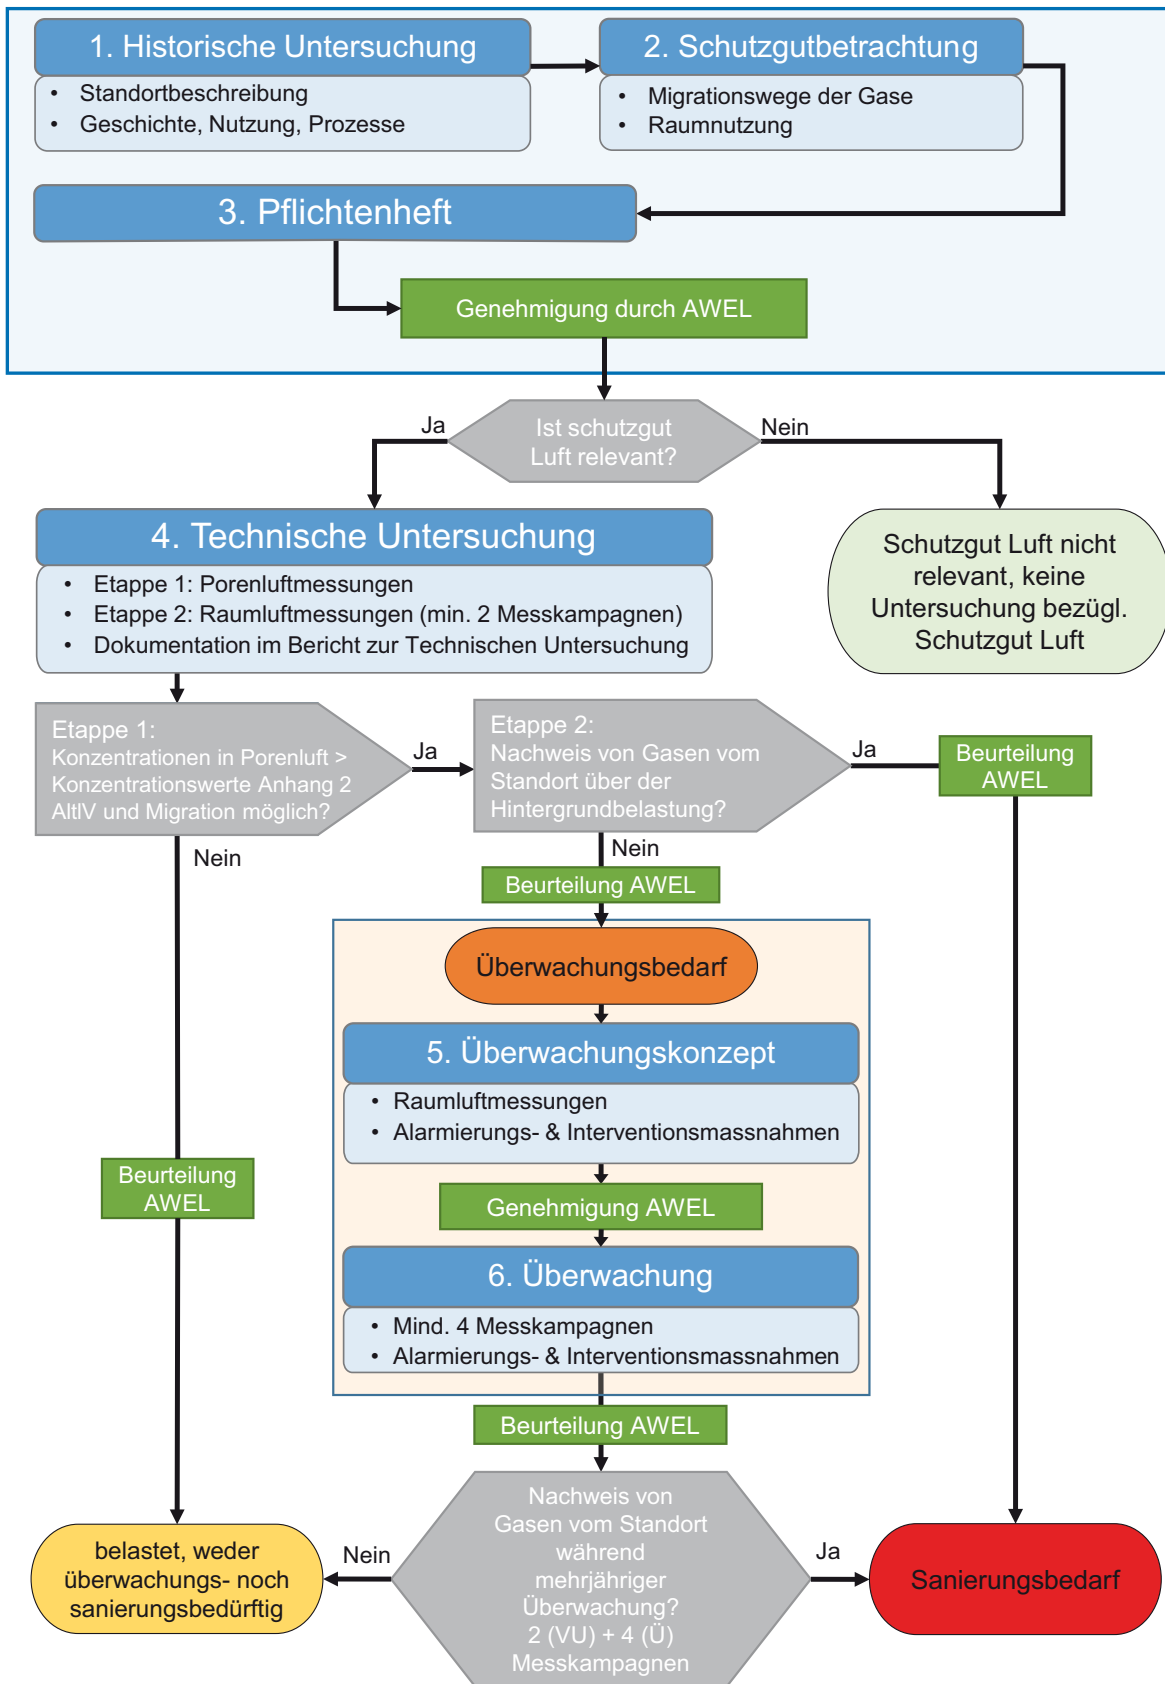 1. Historische Untersuchung
• Standortbeschreibung
• Geschichte, Nutzung, Prozesse
2. Schutzgutbetrachtung
• Migrationswege der Gase
• Raumnutzung
3. Pflichtenheft
Genehmigung durch AWEL
Ist schutzgut
Luft relevant?
Ja
Nein
4. Technische Untersuchung
• Etappe 1: Porenluftmessungen
• Etappe 2: Raumluftmessungen (min. 2 Messkampagnen)
• Dokumentation im Bericht zur Technischen Untersuchung
Schutzgut Luft nicht
relevant, keine
Untersuchung bezügl.
Schutzgut Luft
Etappe 1:
Konzentrationen in Porenluft >
Konzentrationswerte Anhang 2
AltlV und Migration möglich?
Ja
Nein
Etappe 2:
Nachweis von Gasen vom
Standort über der
Hintergrundbelastung?
Ja
Beurteilung
AWEL
Nein
Beurteilung AWEL
Überwachungsbedarf
5. Überwachungskonzept
• Raumluftmessungen
• Alarmierungs- & Interventionsmassnahmen
Beurteilung
AWEL
Genehmigung AWEL
6. Überwachung
• Mind. 4 Messkampagnen
• Alarmierungs- & Interventionsmassnahmen
Beurteilung AWEL
Nachweis von
Gasen vom Standort
während
mehrjähriger
Überwachung?
2 (VU) + 4 (Ü)
Messkampagnen
Nein
belastet, weder
überwachungs- noch
sanierungsbedürftig
Ja
Sanierungsbedarf